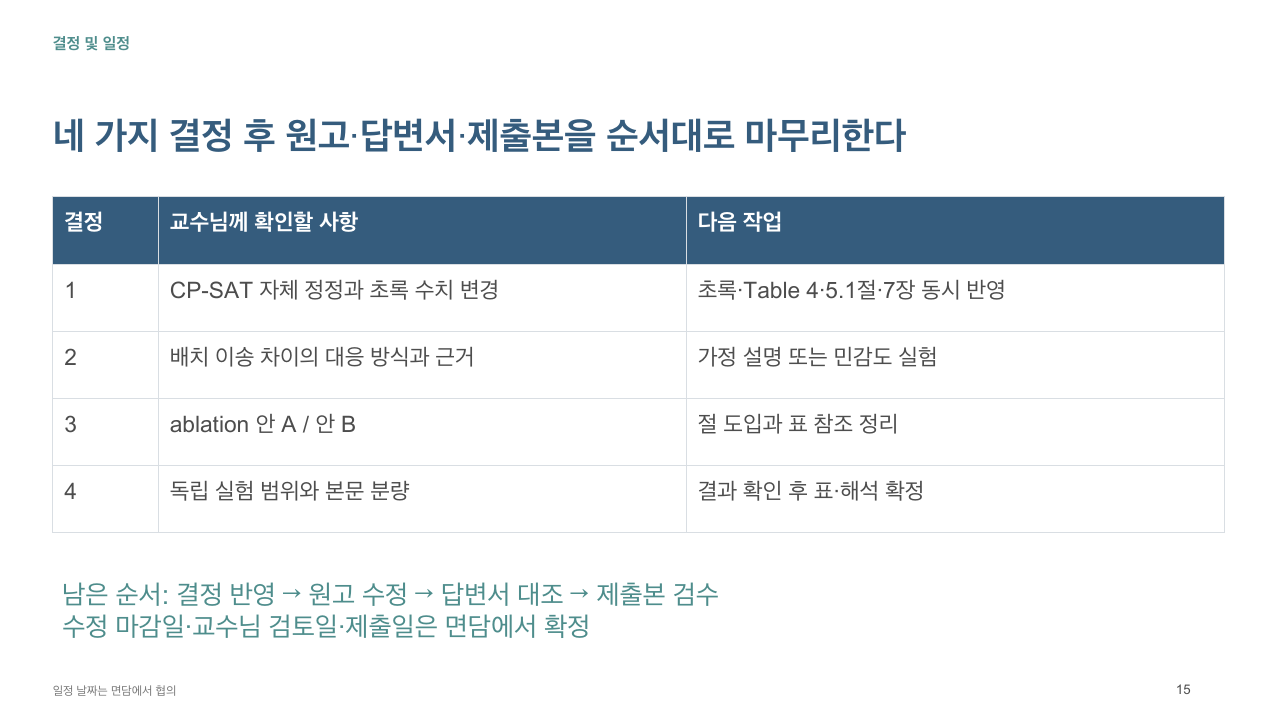 결정 및 일정
네 가지 결정 후 원고·답변서·제출본을 순서대로 마무리한다
결정 교수님께 확인할 사항 다음 작업
1 CP-SAT 자체 정정과 초록 수치 변경 초록·Table 4·5.1절·7장 동시 반영
2 배치 이송 차이의 대응 방식과 근거 가정 설명 또는 민감도 실험
3 ablation 안 A / 안 B 절 도입과 표 참조 정리
4 독립 실험 범위와 본문 분량 결과 확인 후 표·해석 확정
남은 순서: 결정 반영 → 원고 수정 → 답변서 대조 → 제출본 검수
수정 마감일·교수님 검토일·제출일은 면담에서 확정
일정 날짜는 면담에서 협의
15